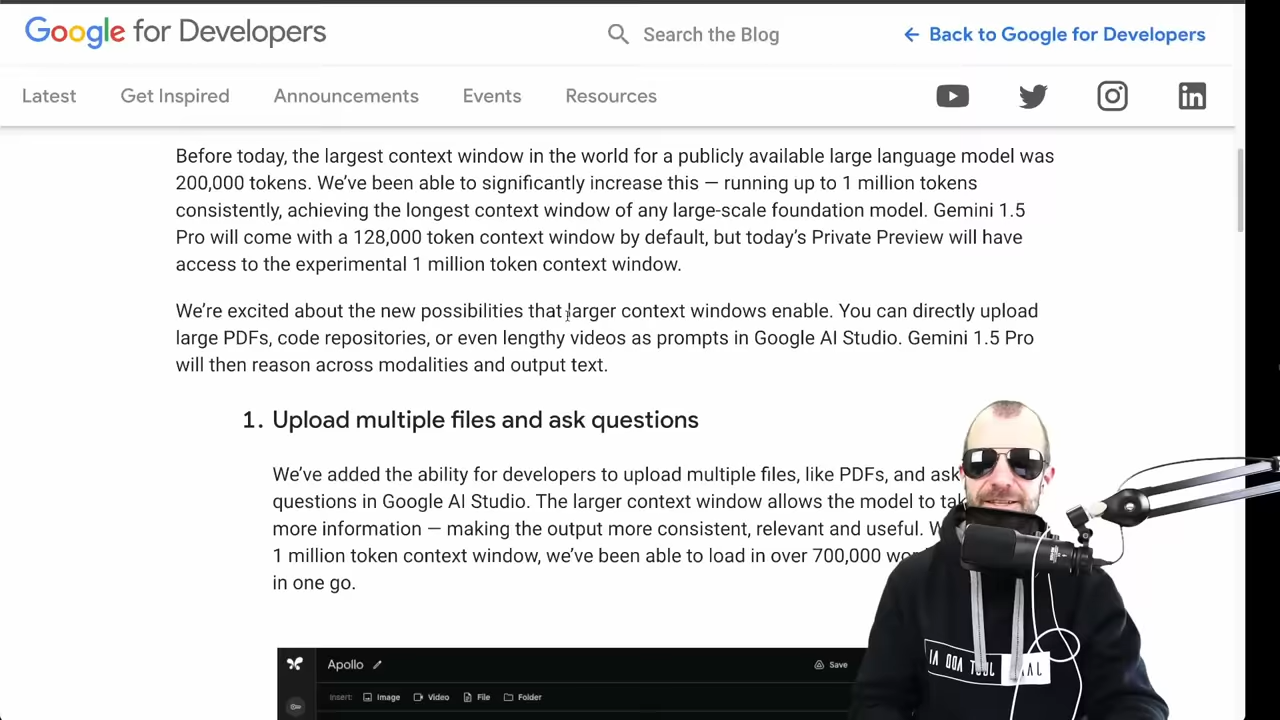 Google for Developers
Search the Blog
Back to Google for Developers
Latest
Get Inspired
Announcements
Events
Resources
Before today, the largest context window in the world for a publicly available large language model was
200,000 tokens. We've been able to significantly increase this — running up to 1 million tokens
consistently, achieving the longest context window of any large-scale foundation model. Gemini 1.5
Pro will come with a 128,000 token context window by default, but today's Private Preview will have
access to the experimental 1 million token context window.
We're excited about the new possibilities that larger context windows enable. You can directly upload
large PDFs, code repositories, or even lengthy videos as prompts in Google AI Studio. Gemini 1.5 Pro
will then reason across modalities and output text.
1. Upload multiple files and ask questions
We've added the ability for developers to upload multiple files, like PDFs, and ask
questions in Google AI Studio. The larger context window allows the model to
more information — making the output more consistent, relevant and useful.
1 million token context window, we've been able to load in over 700,000
in one go.
Apollo
Save
Insert: Image Video File Folder